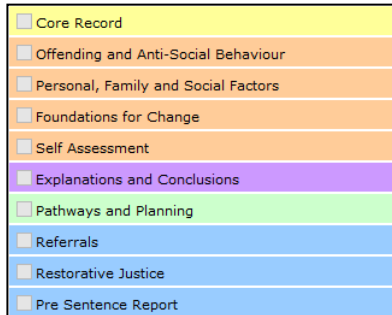 Core Record
Offending and Anti-Social Behaviour
Personal, Family and Social Factors
Foundations for Change
Self Assessment
Explanations and Conclusions
Pathways and Planning
Referrals
Restorative Justice
Pre Sentence Report